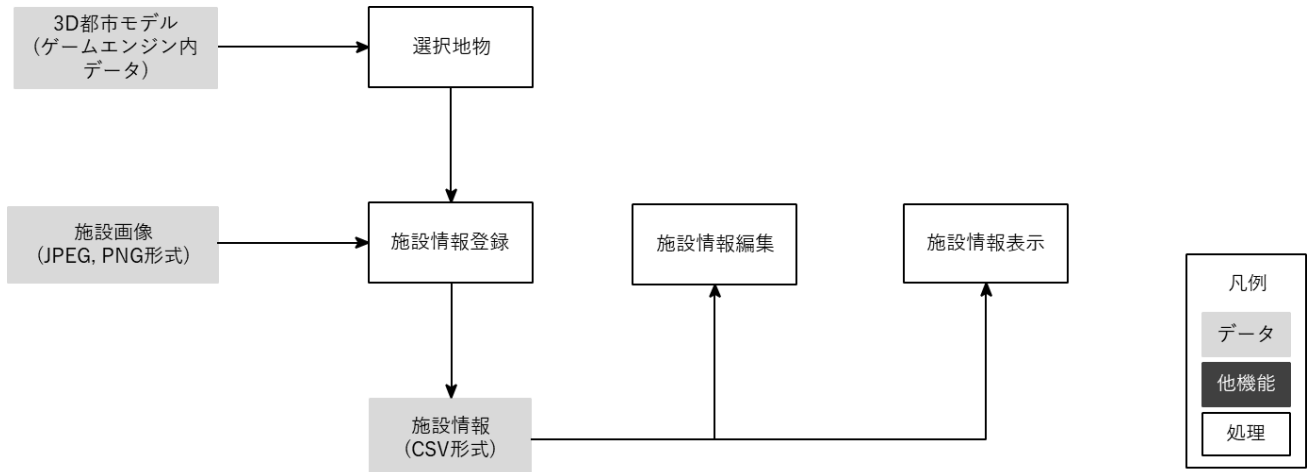 3D都市モデル
（ゲームエンジン内
データ）
選択地物
施設画像
（JPEG, PNG形式）
施設情報登録
施設情報編集
施設情報表示
施設情報
（CSV形式）
凡例
データ
他機能
処理